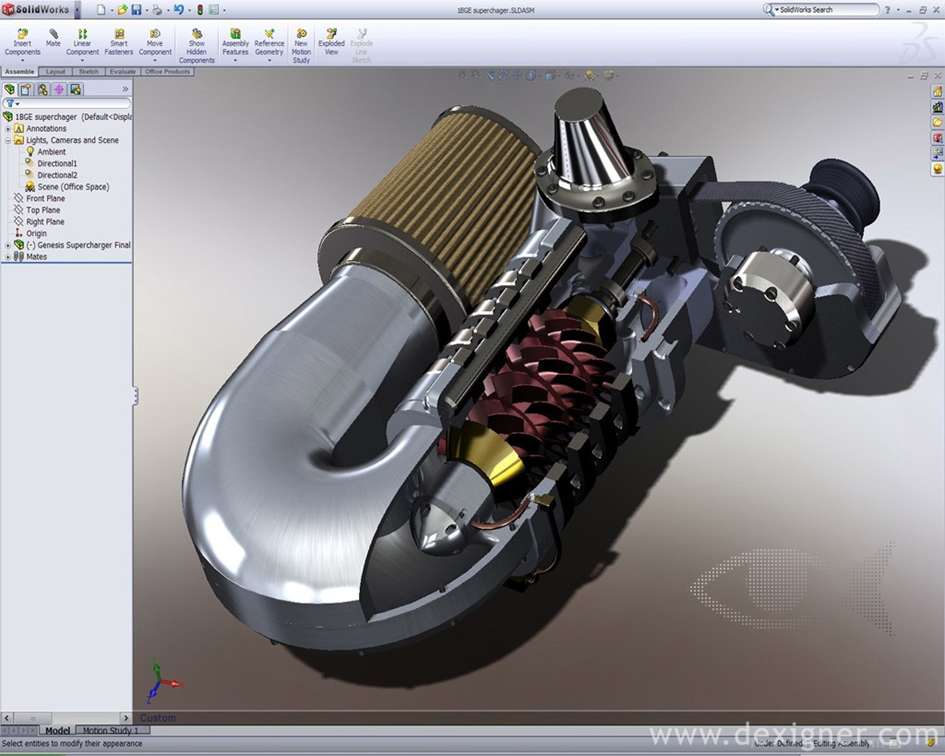 SolidWorks
1BGE superchager.SLDASM
SolidWorks Search
Insert Components
Mate
Linear Component
Smart Fasteners
Move Component
Show Hidden Components
Assembly Features
Reference Geometry
New Motion Study
Exploded View
Explode Line Sketch
Assemble
Layout
Sketch
Evaluate
Office Products
1BGE superchager (Default<Displa
Annotations
Lights, Cameras and Scene
Ambient
Directional1
Directional2
Scene (Office Space)
Front Plane
Top Plane
Right Plane
Origin
(-) Genesis Supercharger Final
Mates
Custom
Model
Motion Study 1
Select entities to modify their appearance
Under Defined
Editing Assembly
www.dexigner.com